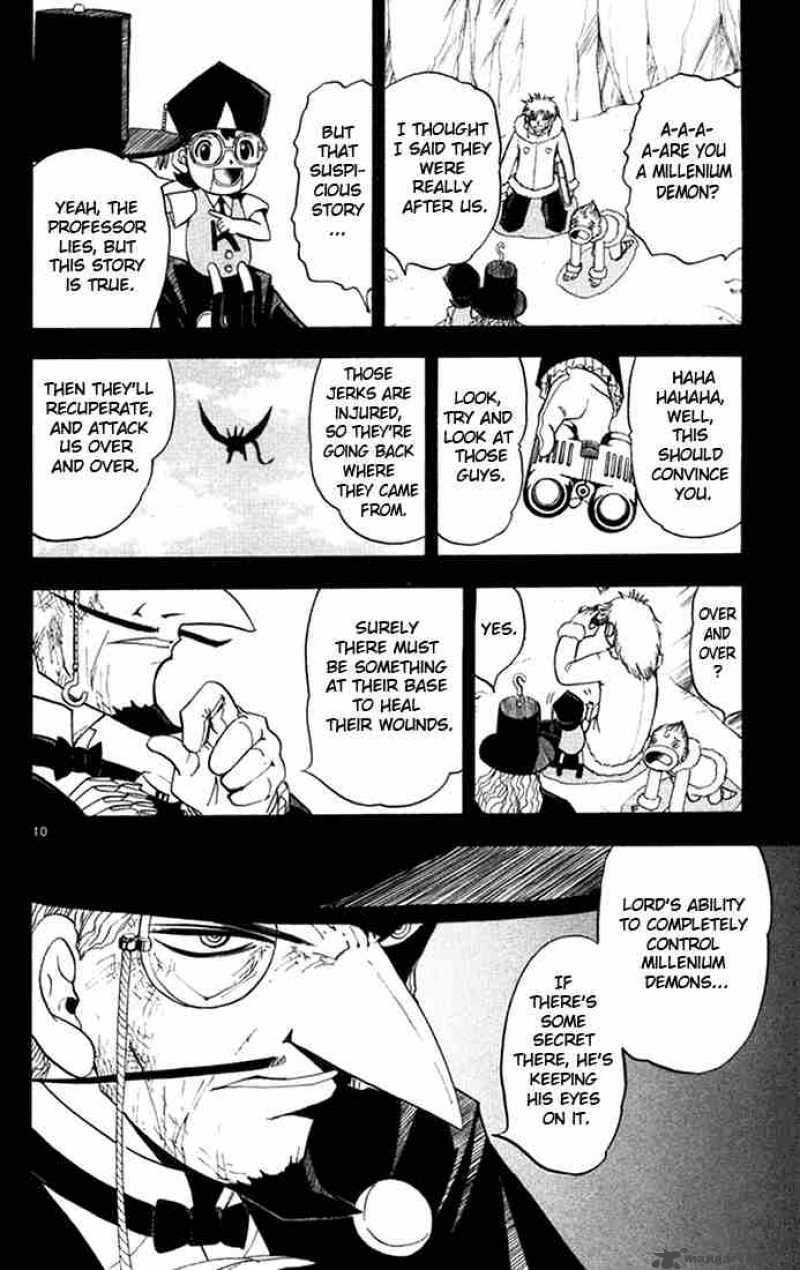 A-A-A-
A-ARE YOU
A MILLENIUM
DEMON?
I THOUGHT
I SAID THEY
WERE
REALLY
AFTER US.
BUT
THAT
SUSPI-
CIOUS
STORY
...
K
YEAH, THE
PROFESSOR
LIES, BUT
THIS STORY
IS TRUE.
HAHA
HAHAHA,
WELL,
THIS
SHOULD
CONVINCE
YOU.
LOOK,
TRY AND
LOOK AT
THOSE
GUYS.
THOSE
JERKS ARE
INJURED,
SO THEY'RE
GOING BACK
WHERE
THEY CAME
FROM.
THEN THEY'LL
RECUPERATE,
AND ATTACK
US OVER
AND OVER.
OVER
AND
OVER
?
YES.
SURELY
THERE MUST
BE SOMETHING
AT THEIR BASE
TO HEAL
THEIR WOUNDS.
10
LORD'S ABILITY
TO COMPLETELY
CONTROL
MILLENIUM
DEMONS...
IF
THERE'S
SOME
SECRET
THERE, HE'S
KEEPING
HIS EYES
ON IT.